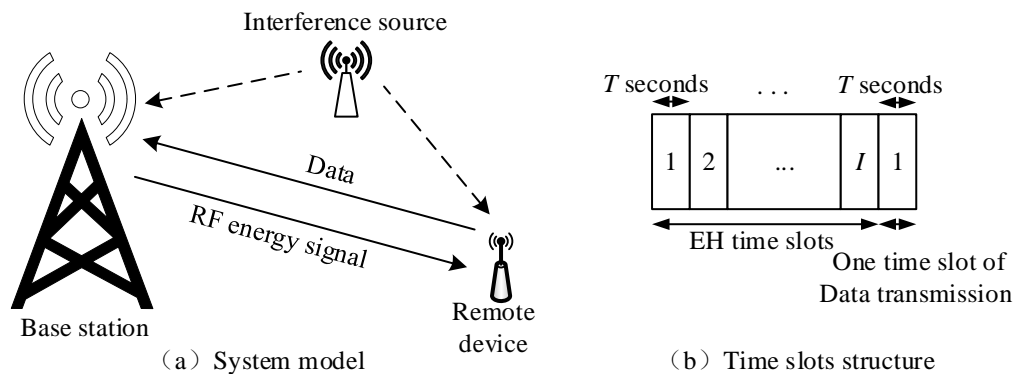 Interference source
Data
RF energy signal
Base station
Remote
device
（a）System model
T seconds
. . .
T seconds
1
2
...
I
1
EH time slots
One time slot of
Data transmission
（b）Time slots structure